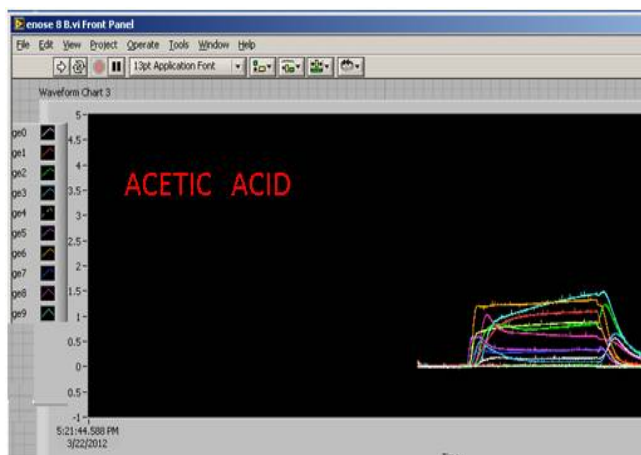 enose 8 B.vi Front Panel
File Edit View Project Operate Tools Window Help
13pt Application Font
Waveform Chart 3
ge0
ge1
ge2
ge3
ge4
ge5
ge6
ge7
ge8
ge9
5
4.5
4
3.5
3
2.5
2
1.5
1
0.5
0
0.5
-1
ACETIC ACID
5:21:44.588 PM
3/22/2012